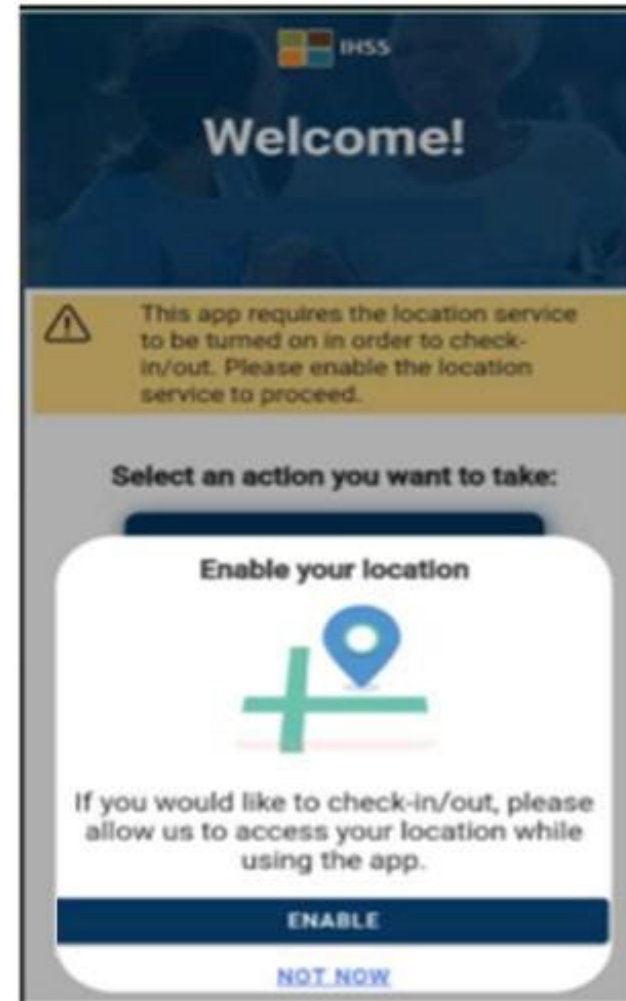 IHSS
Welcome!
This app requires the location service
to be turned on in order to check-
in/out. Please enable the location
service to proceed.
Select an action you want to take:
Enable your location
If you would like to check-in/out, please
allow us to access your location while
using the app.
ENABLE
NOT NOW